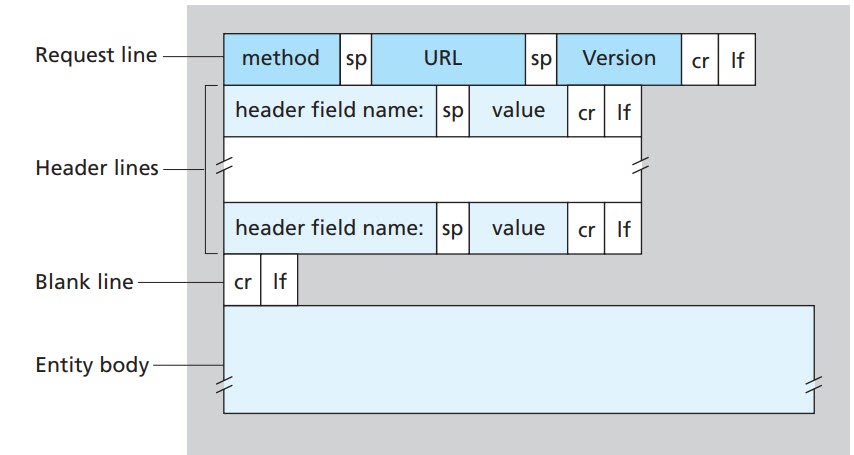 Request line
method sp URL sp Version cr lf
header field name: sp value cr lf
Header lines
header field name: sp value cr lf
Blank line
cr lf
Entity body